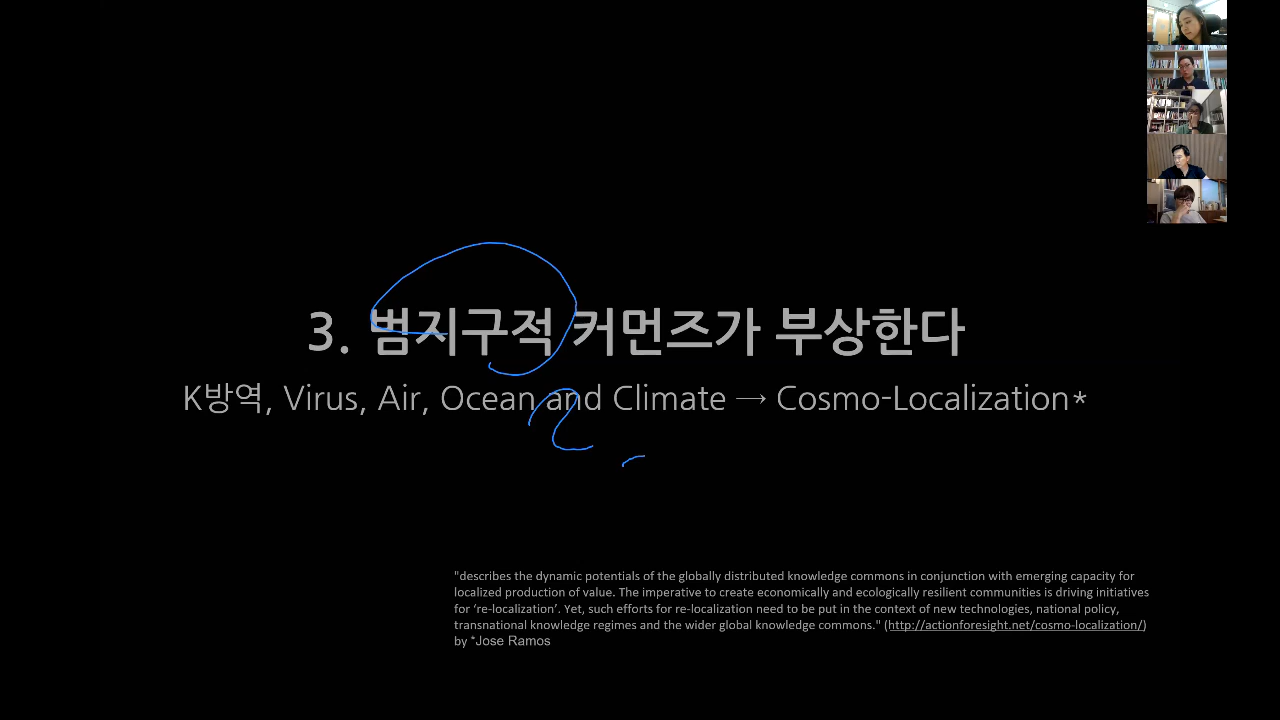 3. 범지구적 커먼즈가 부상한다
K방역, Virus, Air, Ocean and Climate → Cosmo-Localization*
"describes the dynamic potentials of the globally distributed knowledge commons in conjunction with emerging capacity for
localized production of value. The imperative to create economically and ecologically resilient communities is driving initiatives
for ‘re-localization’. Yet, such efforts for re-localization need to be put in the context of new technologies, national policy,
transnational knowledge regimes and the wider global knowledge commons." (http://actionforesight.net/cosmo-localization/)
by *Jose Ramos